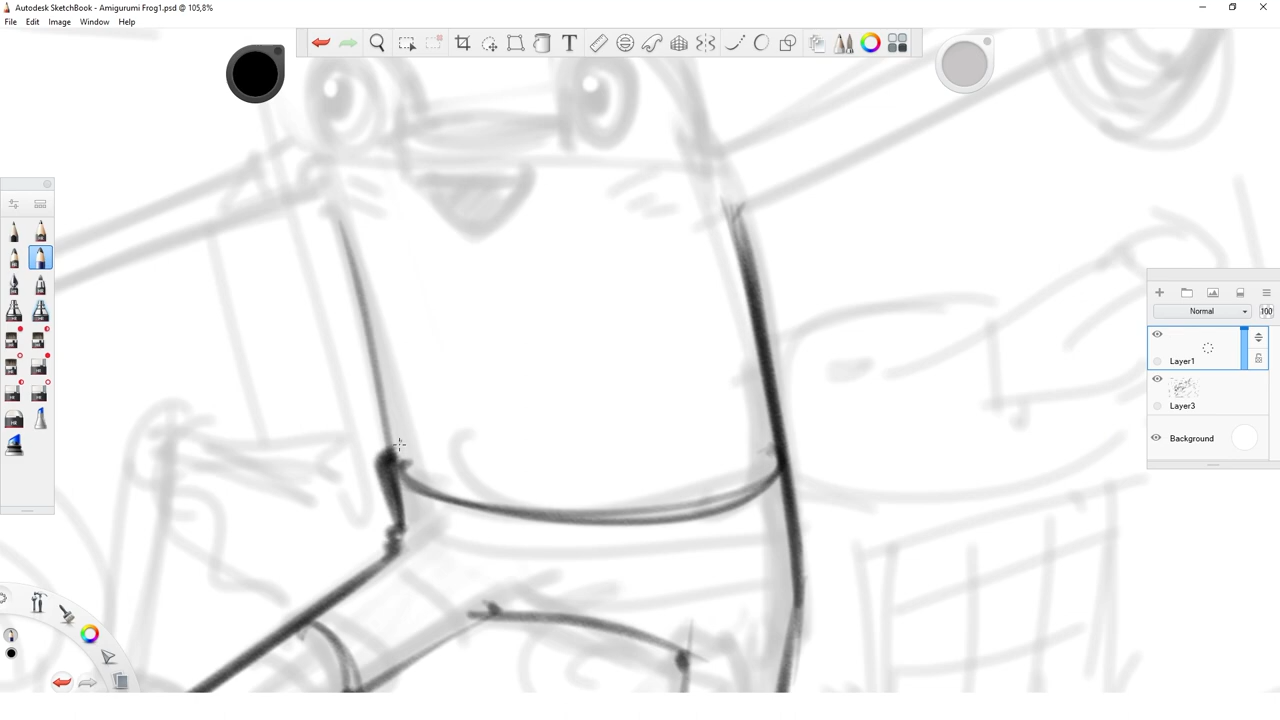 Autodesk SketchBook - Amigurumi Frog1.psd @ 105,8%
File Edit Image Window Help
Normal 100
Layer1
Layer3
Background